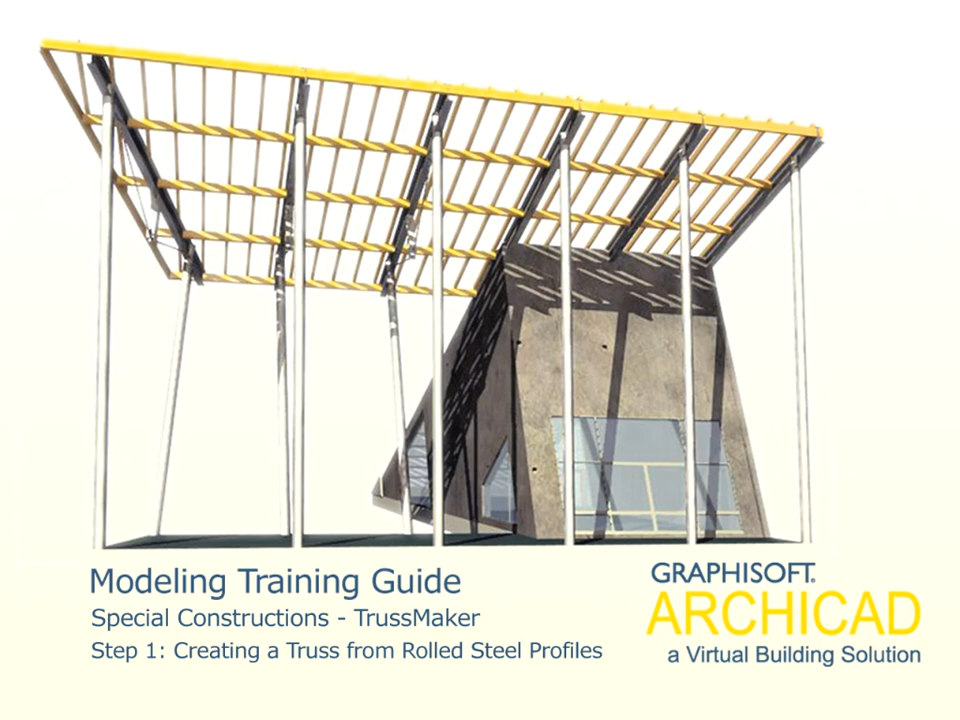 Modeling Training Guide
Special Constructions - TrussMaker
Step 1: Creating a Truss from Rolled Steel Profiles
GRAPHISOFT®
ARCHICAD
a Virtual Building Solution